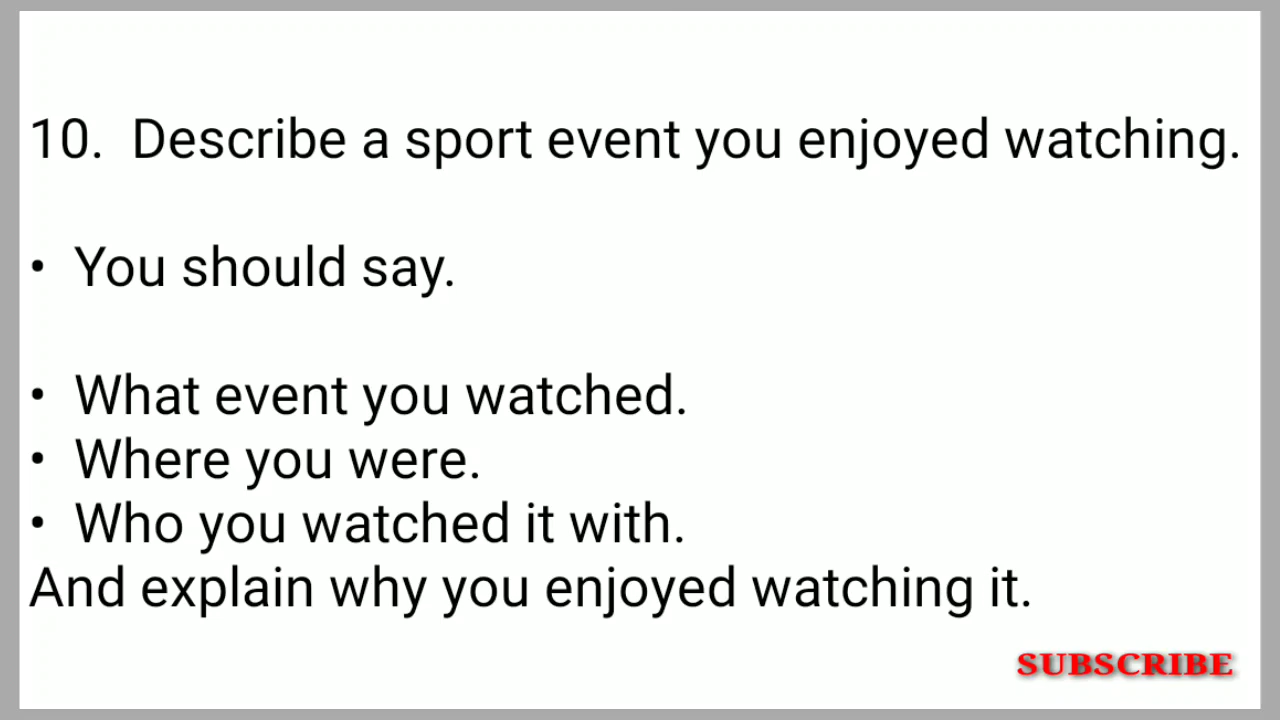 10. Describe a sport event you enjoyed watching.
• You should say.
• What event you watched.
• Where you were.
• Who you watched it with.
And explain why you enjoyed watching it.
SUBSCRIBE